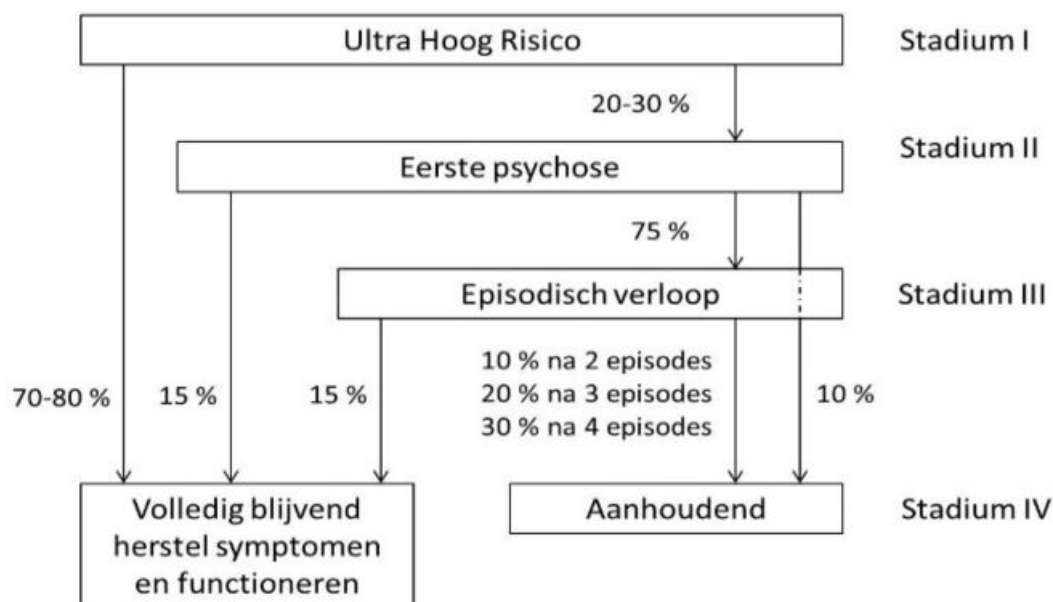 Ultra Hoog Risico
Stadium I
20-30 %
Eerste psychose
Stadium II
75 %
Episodisch verloop
Stadium III
70-80 %
15 %
15 %
10 % na 2 episodes
20 % na 3 episodes
30 % na 4 episodes
10 %
Volledig blijvend
herstel symptomen
en functioneren
Aanhoudend
Stadium IV